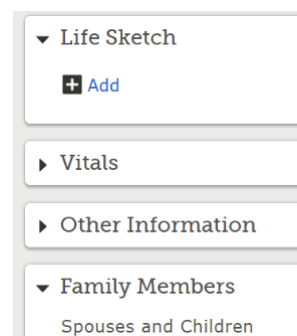 Life Sketch
Add
Vitals
Other Information
Family Members
Spouses and Children